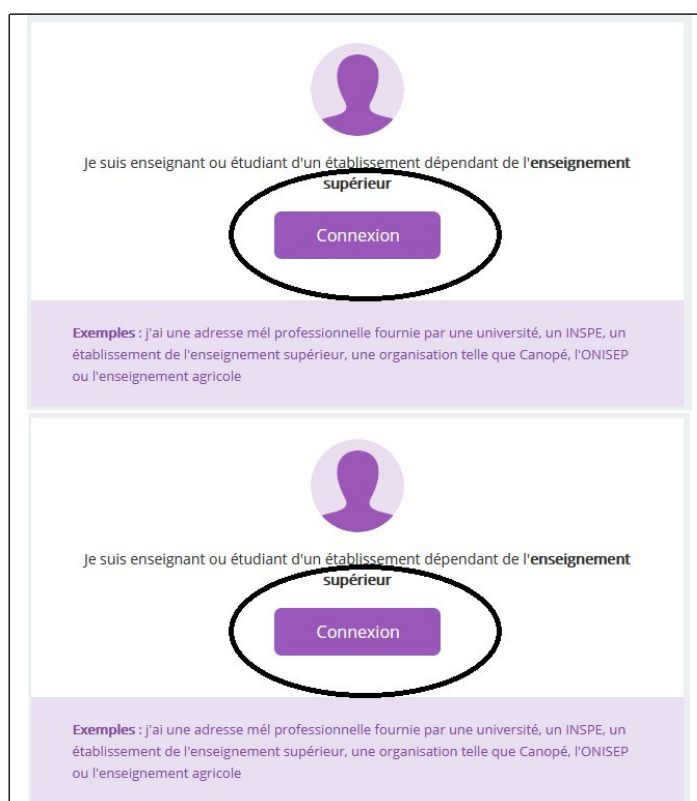 Je suis enseignant ou étudiant d'un établissement dépendant de l'enseignement
supérieur
Connexion
Exemples : j'ai une adresse mél professionnelle fournie par une université, un INSPE, un
établissement de l'enseignement supérieur, une organisation telle que Canopé, l'ONISEP
ou l'enseignement agricole
Je suis enseignant ou étudiant d'un établissement dépendant de l'enseignement
supérieur
Connexion
Exemples : j'ai une adresse mél professionnelle fournie par une université, un INSPE, un
établissement de l'enseignement supérieur, une organisation telle que Canopé, l'ONISEP
ou l'enseignement agricole